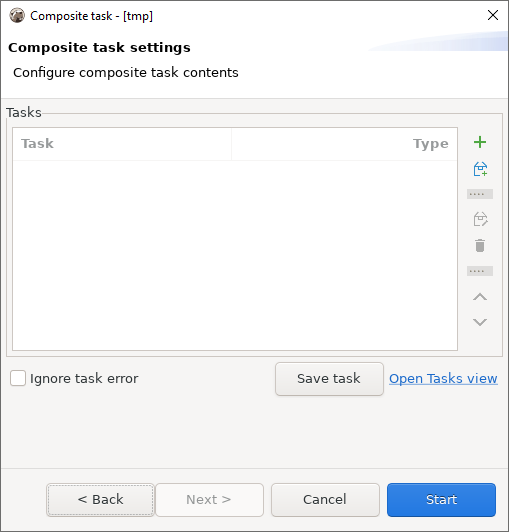 Composite task - [tmp]
Composite task settings
Configure composite task contents
Tasks
Task Type
Ignore task error
Save task
Open Tasks view
< Back
Next >
Cancel
Start